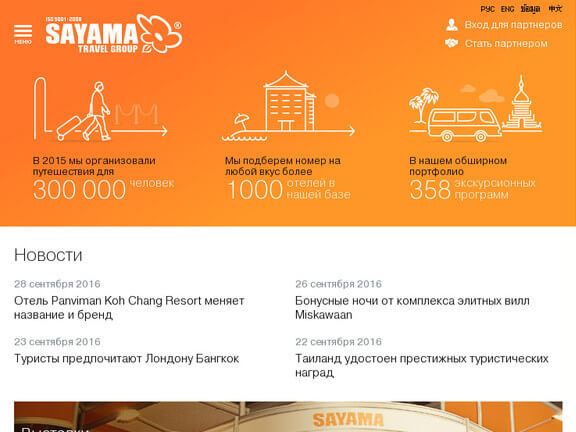 РУС ENG 中文
ISO 9001:2008
SAYAMA®
TRAVEL GROUP
МЕНЮ
Вход для партнеров
Стать партнером
В 2015 мы организовали
путешествия для
300 000 человек
Мы подберем номер на
любой вкус более
1000 отелей в
нашей базе
В нашем обширном
портфолио
358 экскурсионных
программ
Новости
28 сентября 2016
Отель Panviman Koh Chang Resort меняет
название и бренд
26 сентября 2016
Бонусные ночи от комплекса элитных вилл
Miskawaan
23 сентября 2016
Туристы предпочитают Лондону Бангкок
22 сентября 2016
Таиланд удостоен престижных туристических
наград
SAYAMA
Выставки